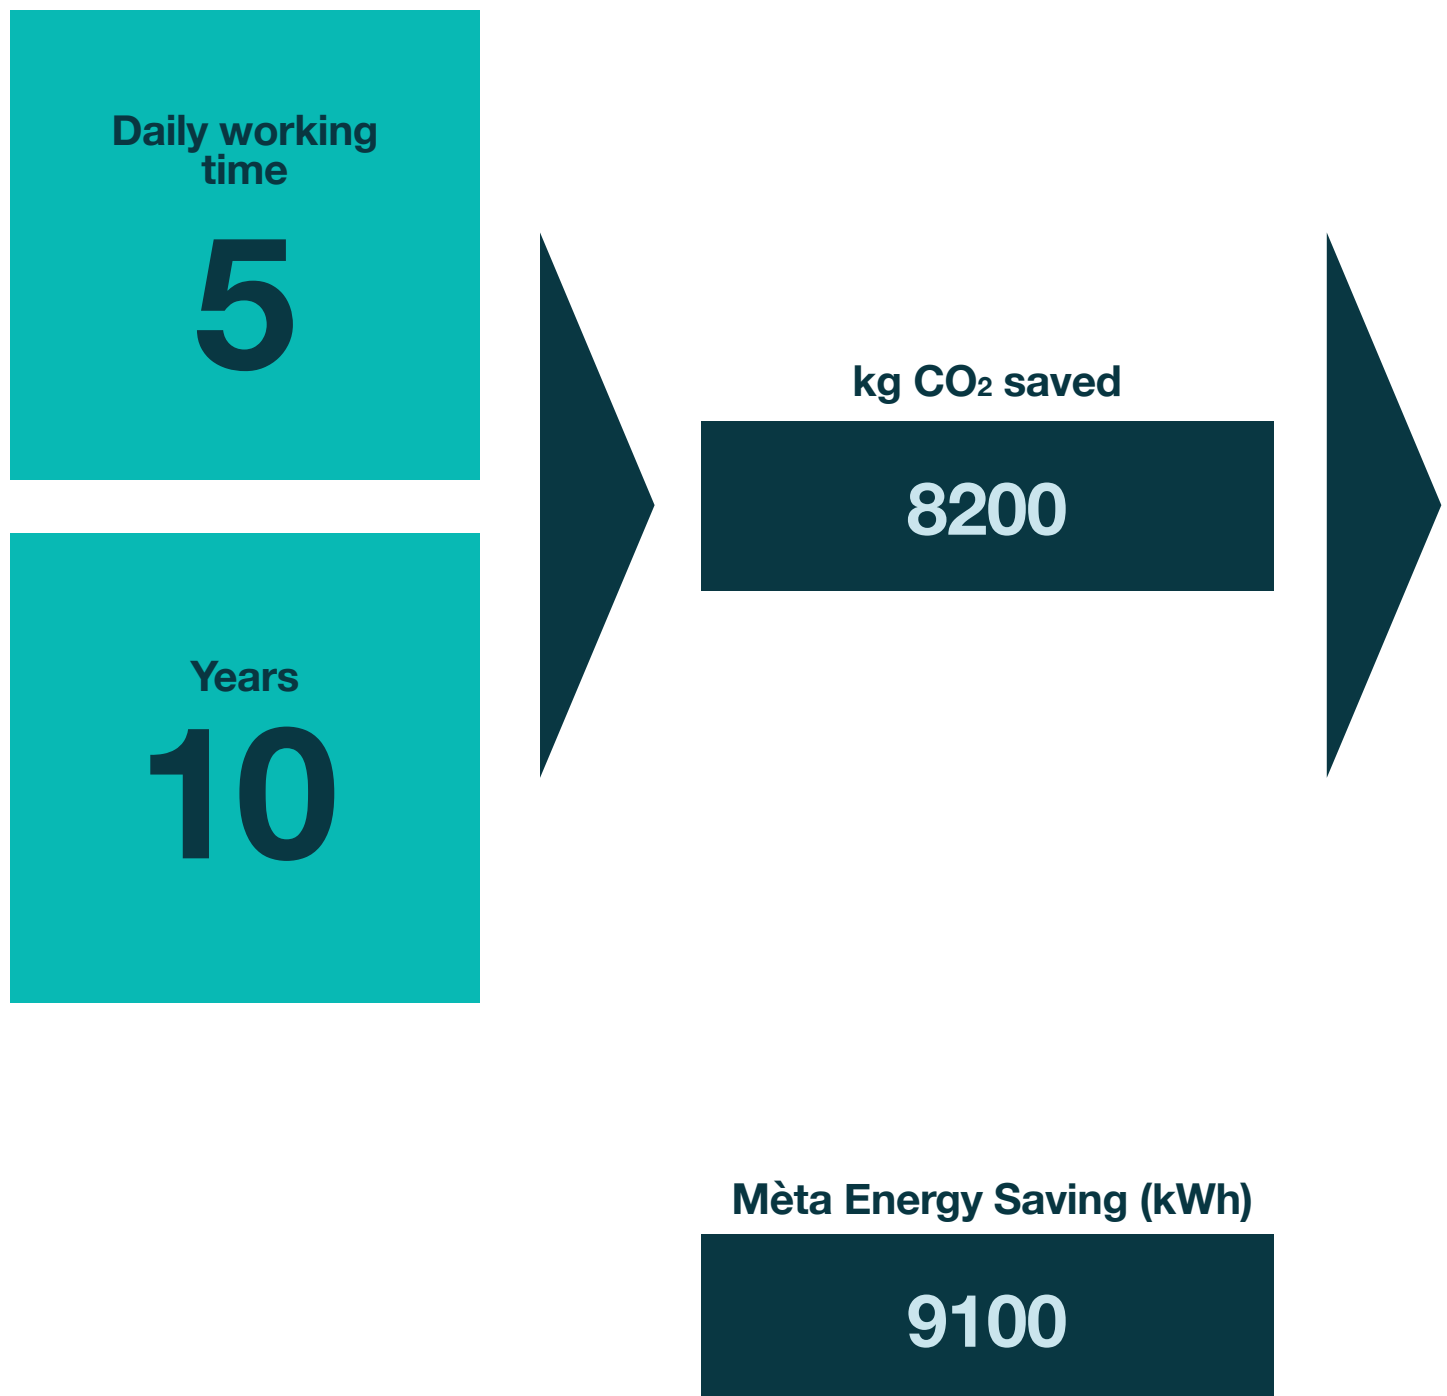 Daily working
time
5
Years
10
kg CO₂ saved
8200
Mèta Energy Saving (kWh)
9100